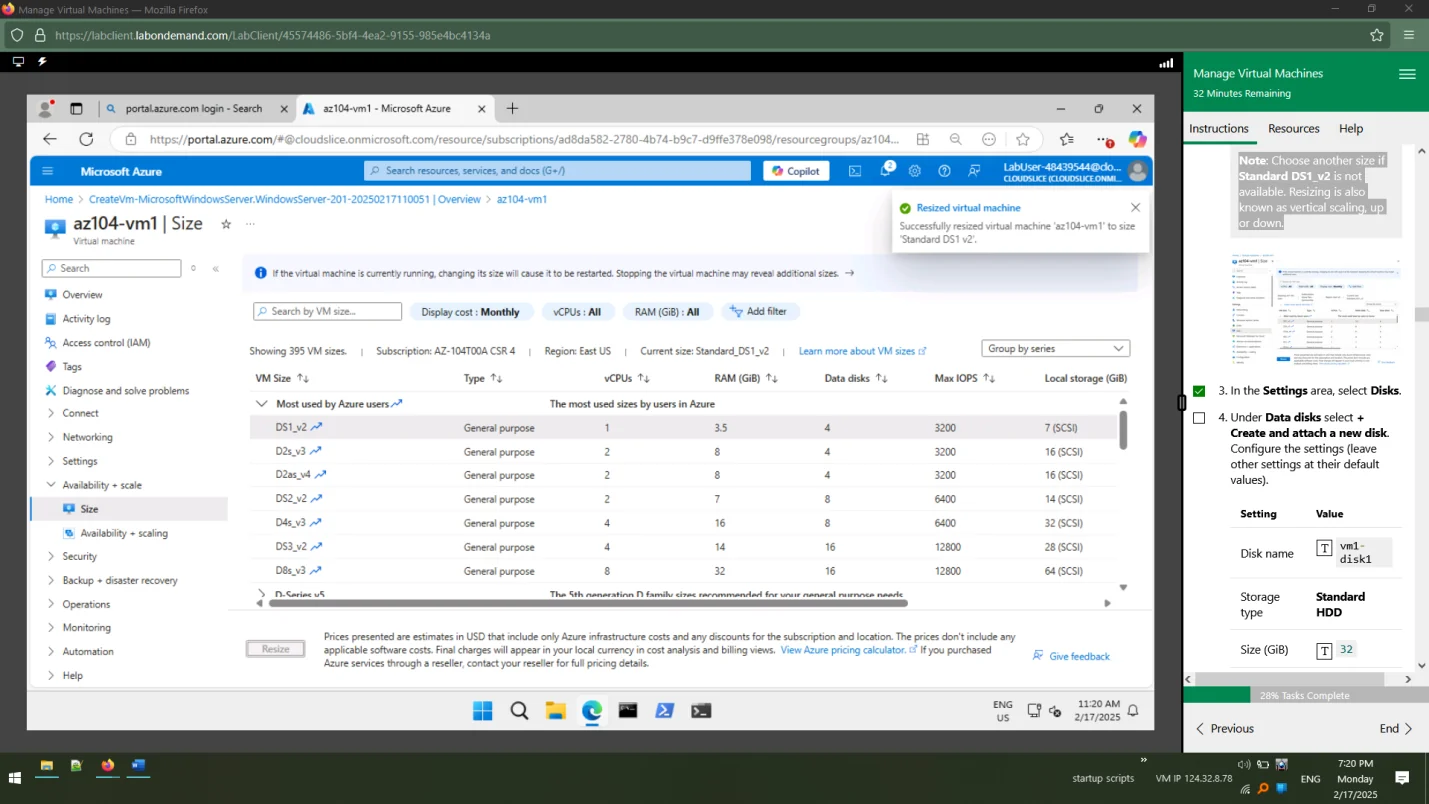 Manage Virtual Machines — Mozilla Firefox
https://labclient.labondemand.com/LabClient/45574486-5bf4-4ea2-9155-985e4bc4134a
portal.azure.com login - Search
az104-vm1 - Microsoft Azure
https://portal.azure.com/#@cloudslice.onmicrosoft.com/resource/subscriptions/ad8da582-2780-4b74-b9c7-d9ffe378e098/resourcegroups/az104...
Microsoft Azure
Search resources, services, and docs (G+/)
Copilot
2
LabUser-48439544@clo...
CLOUDSLICE (CLOUDSLICE.ONMI...
Home > CreateVm-MicrosoftWindowsServer.WindowsServer-201-20250217110051 | Overview > az104-vm1
az104-vm1 | Size
Virtual machine
Resized virtual machine
Successfully resized virtual machine 'az104-vm1' to size
'Standard DS1 v2'.
Search
Overview
Activity log
Access control (IAM)
Tags
Diagnose and solve problems
Connect
Networking
Settings
Availability + scale
Size
Availability + scaling
Security
Backup + disaster recovery
Operations
Monitoring
Automation
Help
If the virtual machine is currently running, changing its size will cause it to be restarted. Stopping the virtual machine may reveal additional sizes. →
Search by VM size...
Display cost : Monthly
vCPUs : All
RAM (GiB) : All
Add filter
Showing 395 VM sizes. | Subscription: AZ-104T00A CSR 4 | Region: East US | Current size: Standard_DS1_v2 | Learn more about VM sizes
Group by series
VM Size Type vCPUs RAM (GiB) Data disks Max IOPS Local storage (GiB)
Most used by Azure users The most used sizes by users in Azure
DS1_v2 General purpose 1 3.5 4 3200 7 (SCSI)
D2s_v3 General purpose 2 8 4 3200 16 (SCSI)
D2as_v4 General purpose 2 8 4 3200 16 (SCSI)
DS2_v2 General purpose 2 7 8 6400 14 (SCSI)
D4s_v3 General purpose 4 16 8 6400 32 (SCSI)
DS3_v2 General purpose 4 14 16 12800 28 (SCSI)
D8s_v3 General purpose 8 32 16 12800 64 (SCSI)
D-Series v5 The 5th generation D family sizes recommended for your general purpose needs
Resize
Prices presented are estimates in USD that include only Azure infrastructure costs and any discounts for the subscription and location. The prices don't include any
applicable software costs. Final charges will appear in your local currency in cost analysis and billing views. View Azure pricing calculator. If you purchased
Azure services through a reseller, contact your reseller for full pricing details.
Give feedback
ENG
US
11:20 AM
2/17/2025
Manage Virtual Machines
32 Minutes Remaining
Instructions Resources Help
Note: Choose another size if
Standard DS1_v2 is not
available. Resizing is also
known as vertical scaling, up
or down.
3. In the Settings area, select Disks.
4. Under Data disks select +
Create and attach a new disk.
Configure the settings (leave
other settings at their default
values).
Setting Value
Disk name T vm1-
disk1
Storage
type
Standard
HDD
Size (GiB) T 32
28% Tasks Complete
Previous
End
startup scripts
VM IP 124.32.8.78
ENG
7:20 PM
Monday
2/17/2025